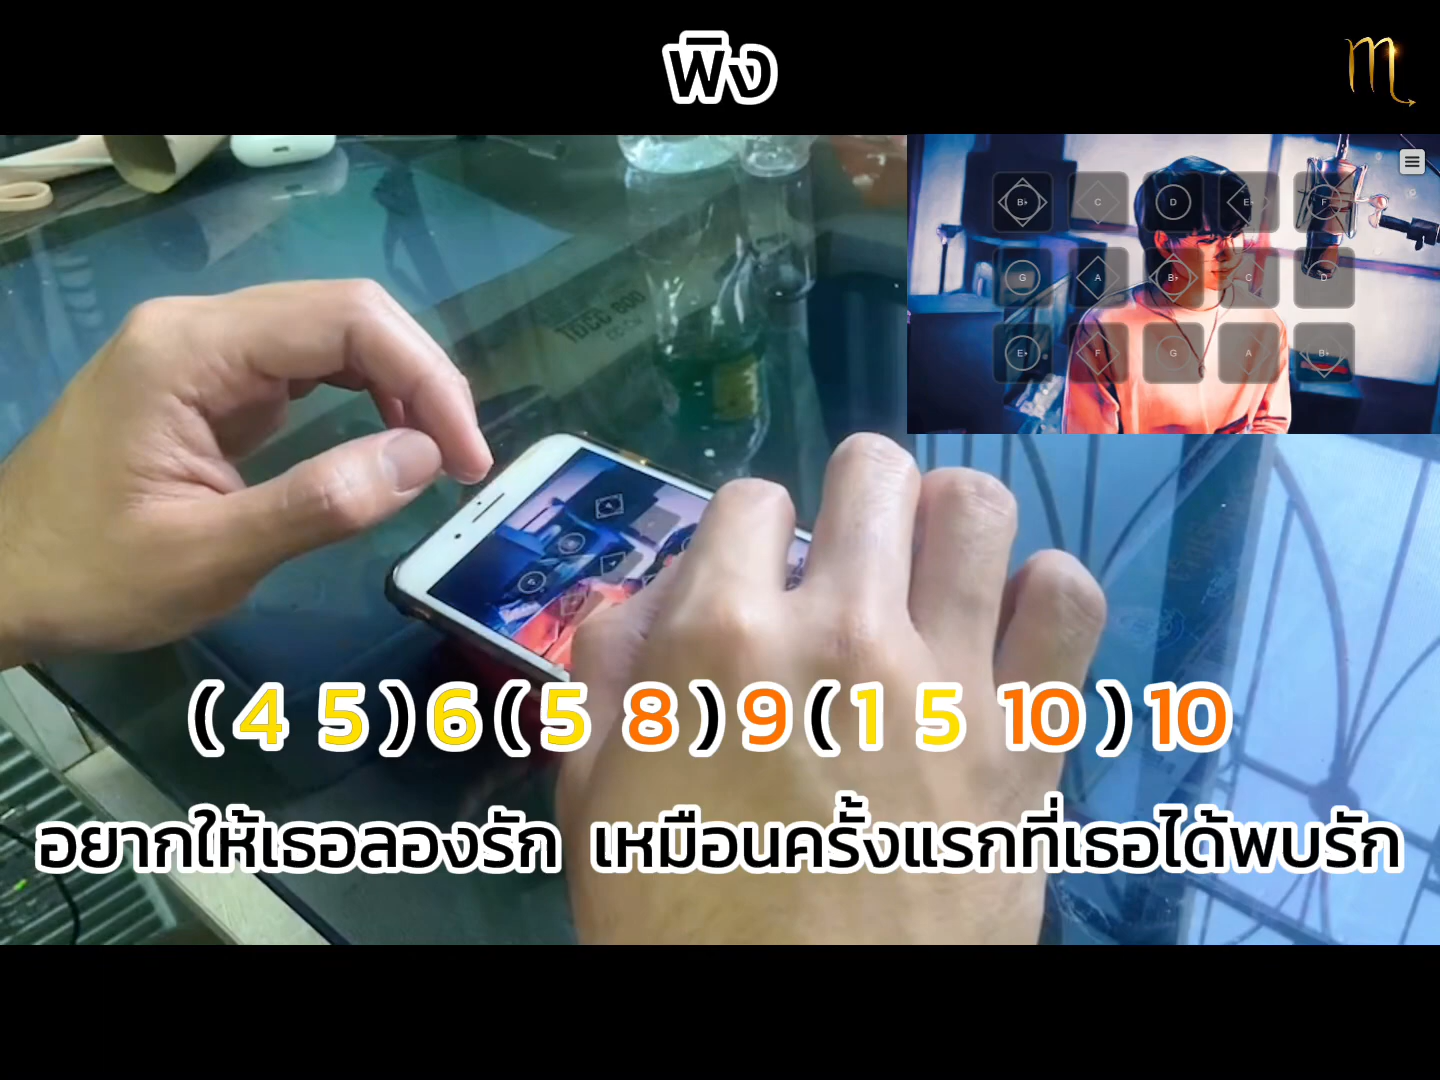 พิง
B♭ C D E♭ F
G A B♭ C D
E♭ F G A B♭
TOCC 600
(4 5)6(5 8)9(1 5 10)10
อยากให้เธอลองรัก เหมือนครั้งแรกที่เธอได้พบรัก